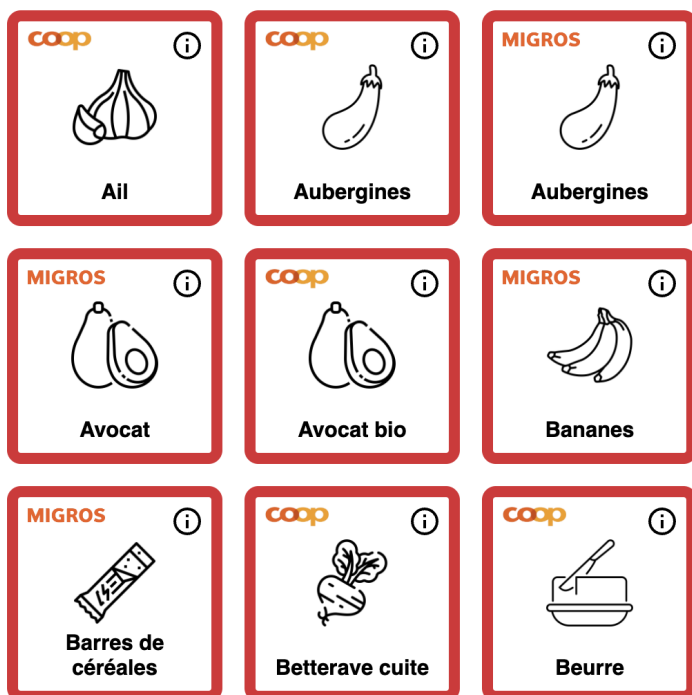 coop
Ail
coop
Aubergines
MIGROS
Aubergines
MIGROS
Avocat
coop
Avocat bio
MIGROS
Bananes
MIGROS
Barres de
céréales
coop
Betterave cuite
coop
Beurre